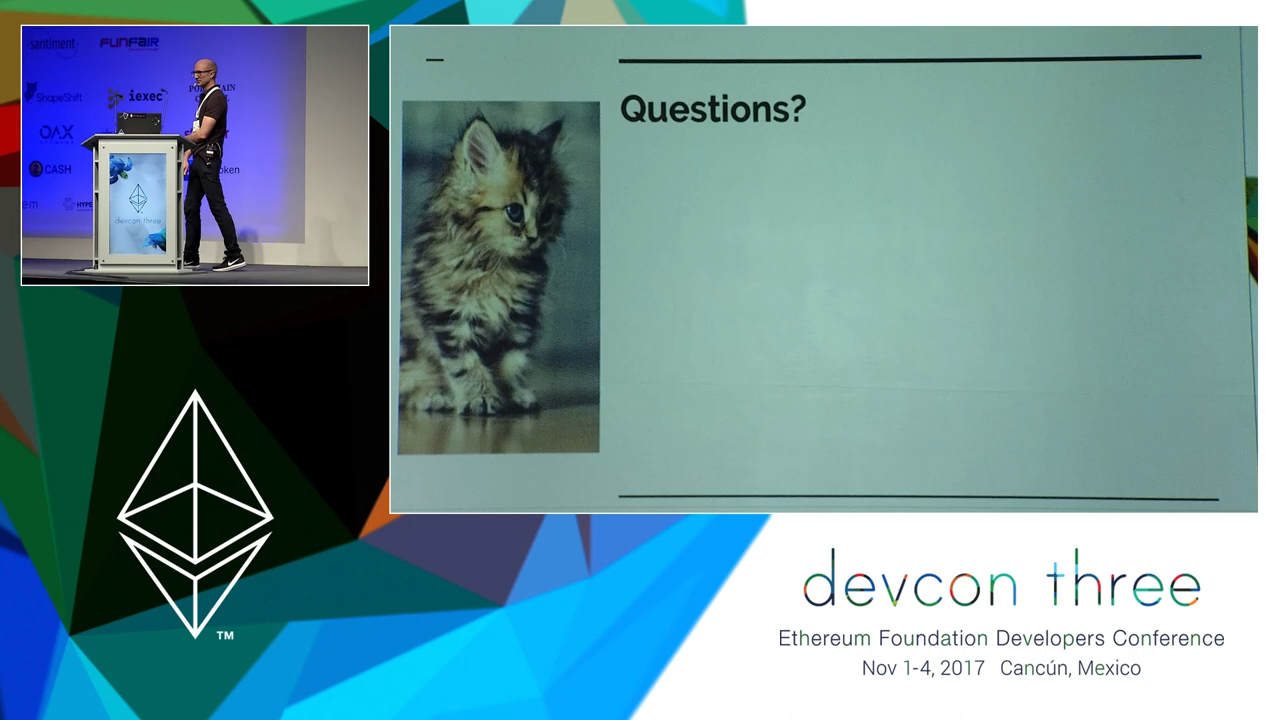 santiment
FUNFAIR
ShapeShift
iexec
OAX
CASH
devcon three
Questions?
TM
devcon three
Ethereum Foundation Developers Conference
Nov 1-4, 2017 Cancún, Mexico